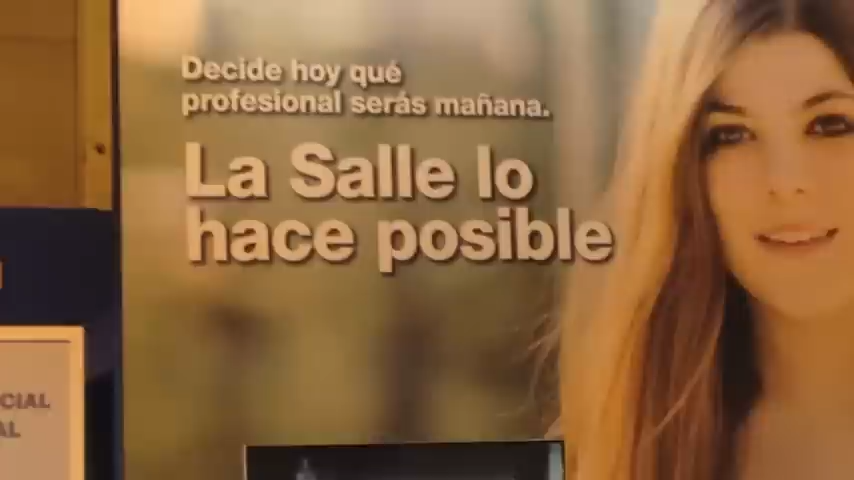 Decide hoy qué
profesional serás mañana.
La Salle lo
hace posible
CIAL
AL